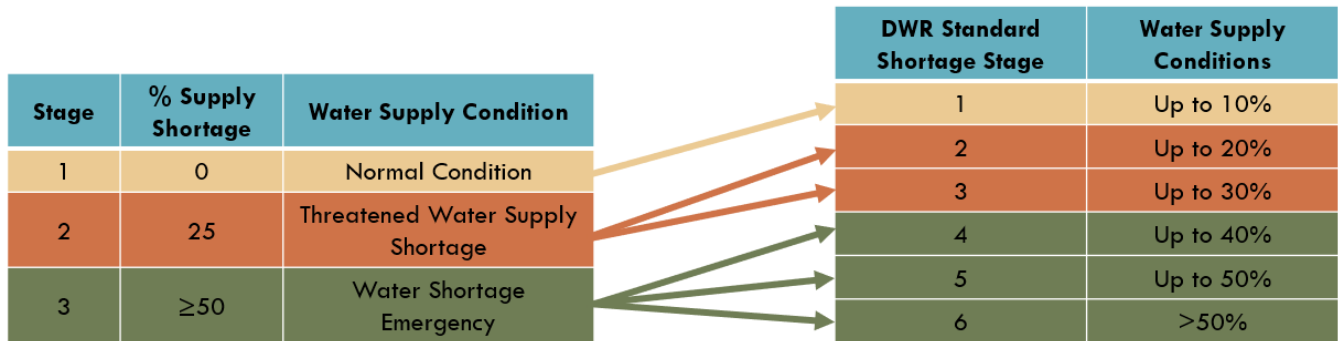 Stage % Supply Shortage Water Supply Condition
1 0 Normal Condition
2 25 Threatened Water Supply Shortage
3 ≥50 Water Shortage Emergency
DWR Standard Shortage Stage Water Supply Conditions
1 Up to 10%
2 Up to 20%
3 Up to 30%
4 Up to 40%
5 Up to 50%
6 >50%